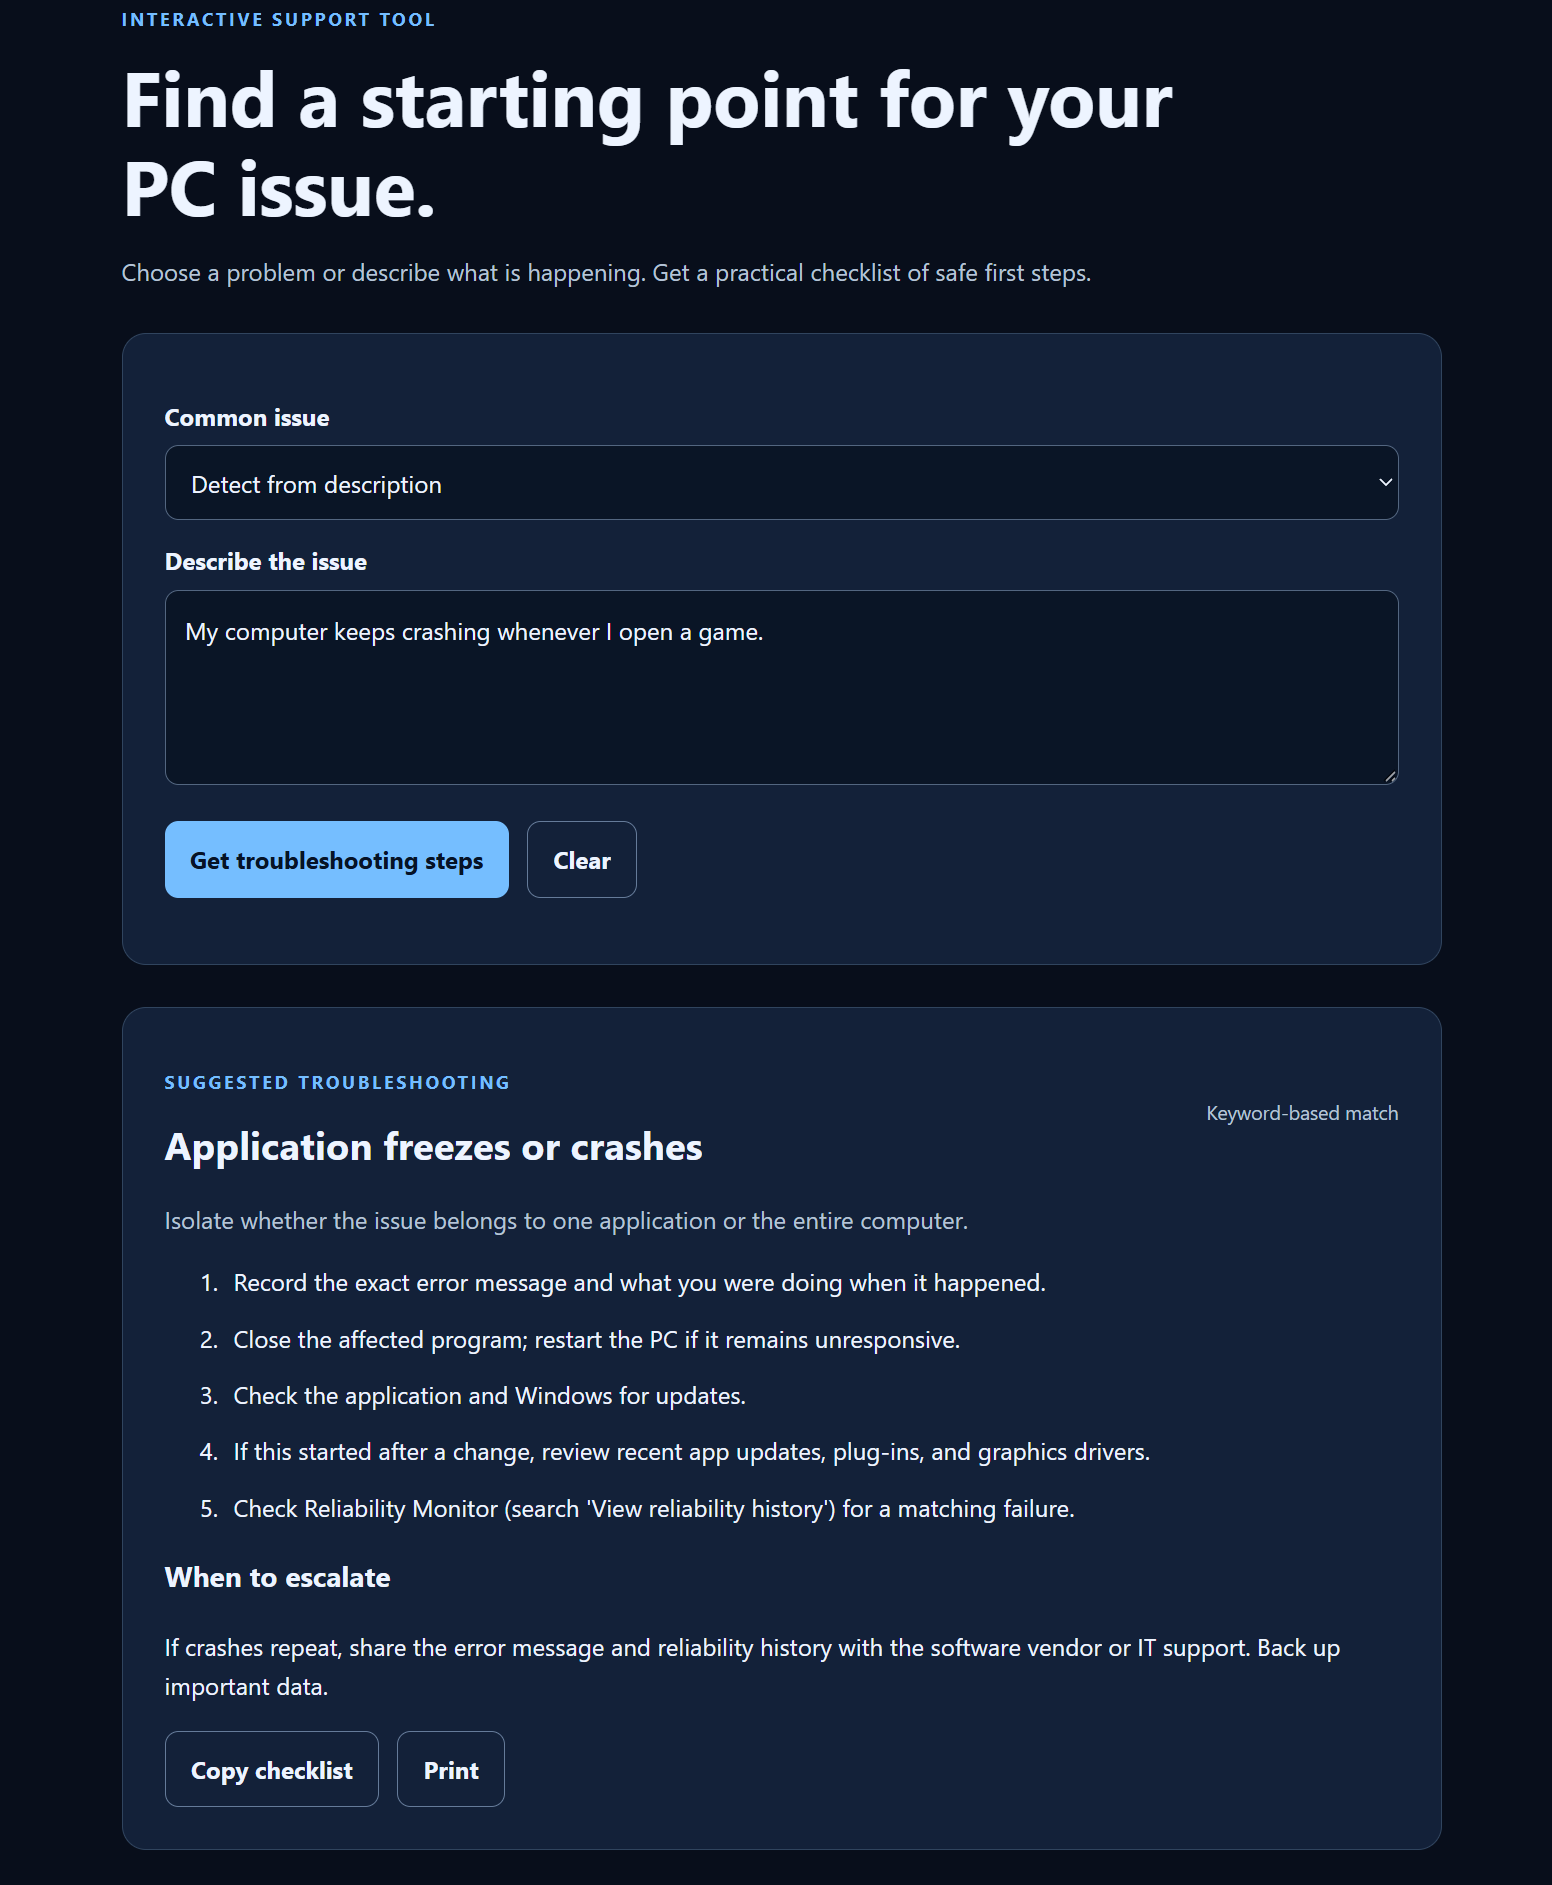 INTERACTIVE SUPPORT TOOL
Find a starting point for your
PC issue.
Choose a problem or describe what is happening. Get a practical checklist of safe first steps.
Common issue
Detect from description
Describe the issue
My computer keeps crashing whenever I open a game.
Get troubleshooting steps
Clear
SUGGESTED TROUBLESHOOTING
Keyword-based match
Application freezes or crashes
Isolate whether the issue belongs to one application or the entire computer.
1. Record the exact error message and what you were doing when it happened.
2. Close the affected program; restart the PC if it remains unresponsive.
3. Check the application and Windows for updates.
4. If this started after a change, review recent app updates, plug-ins, and graphics drivers.
5. Check Reliability Monitor (search 'View reliability history') for a matching failure.
When to escalate
If crashes repeat, share the error message and reliability history with the software vendor or IT support. Back up
important data.
Copy checklist
Print